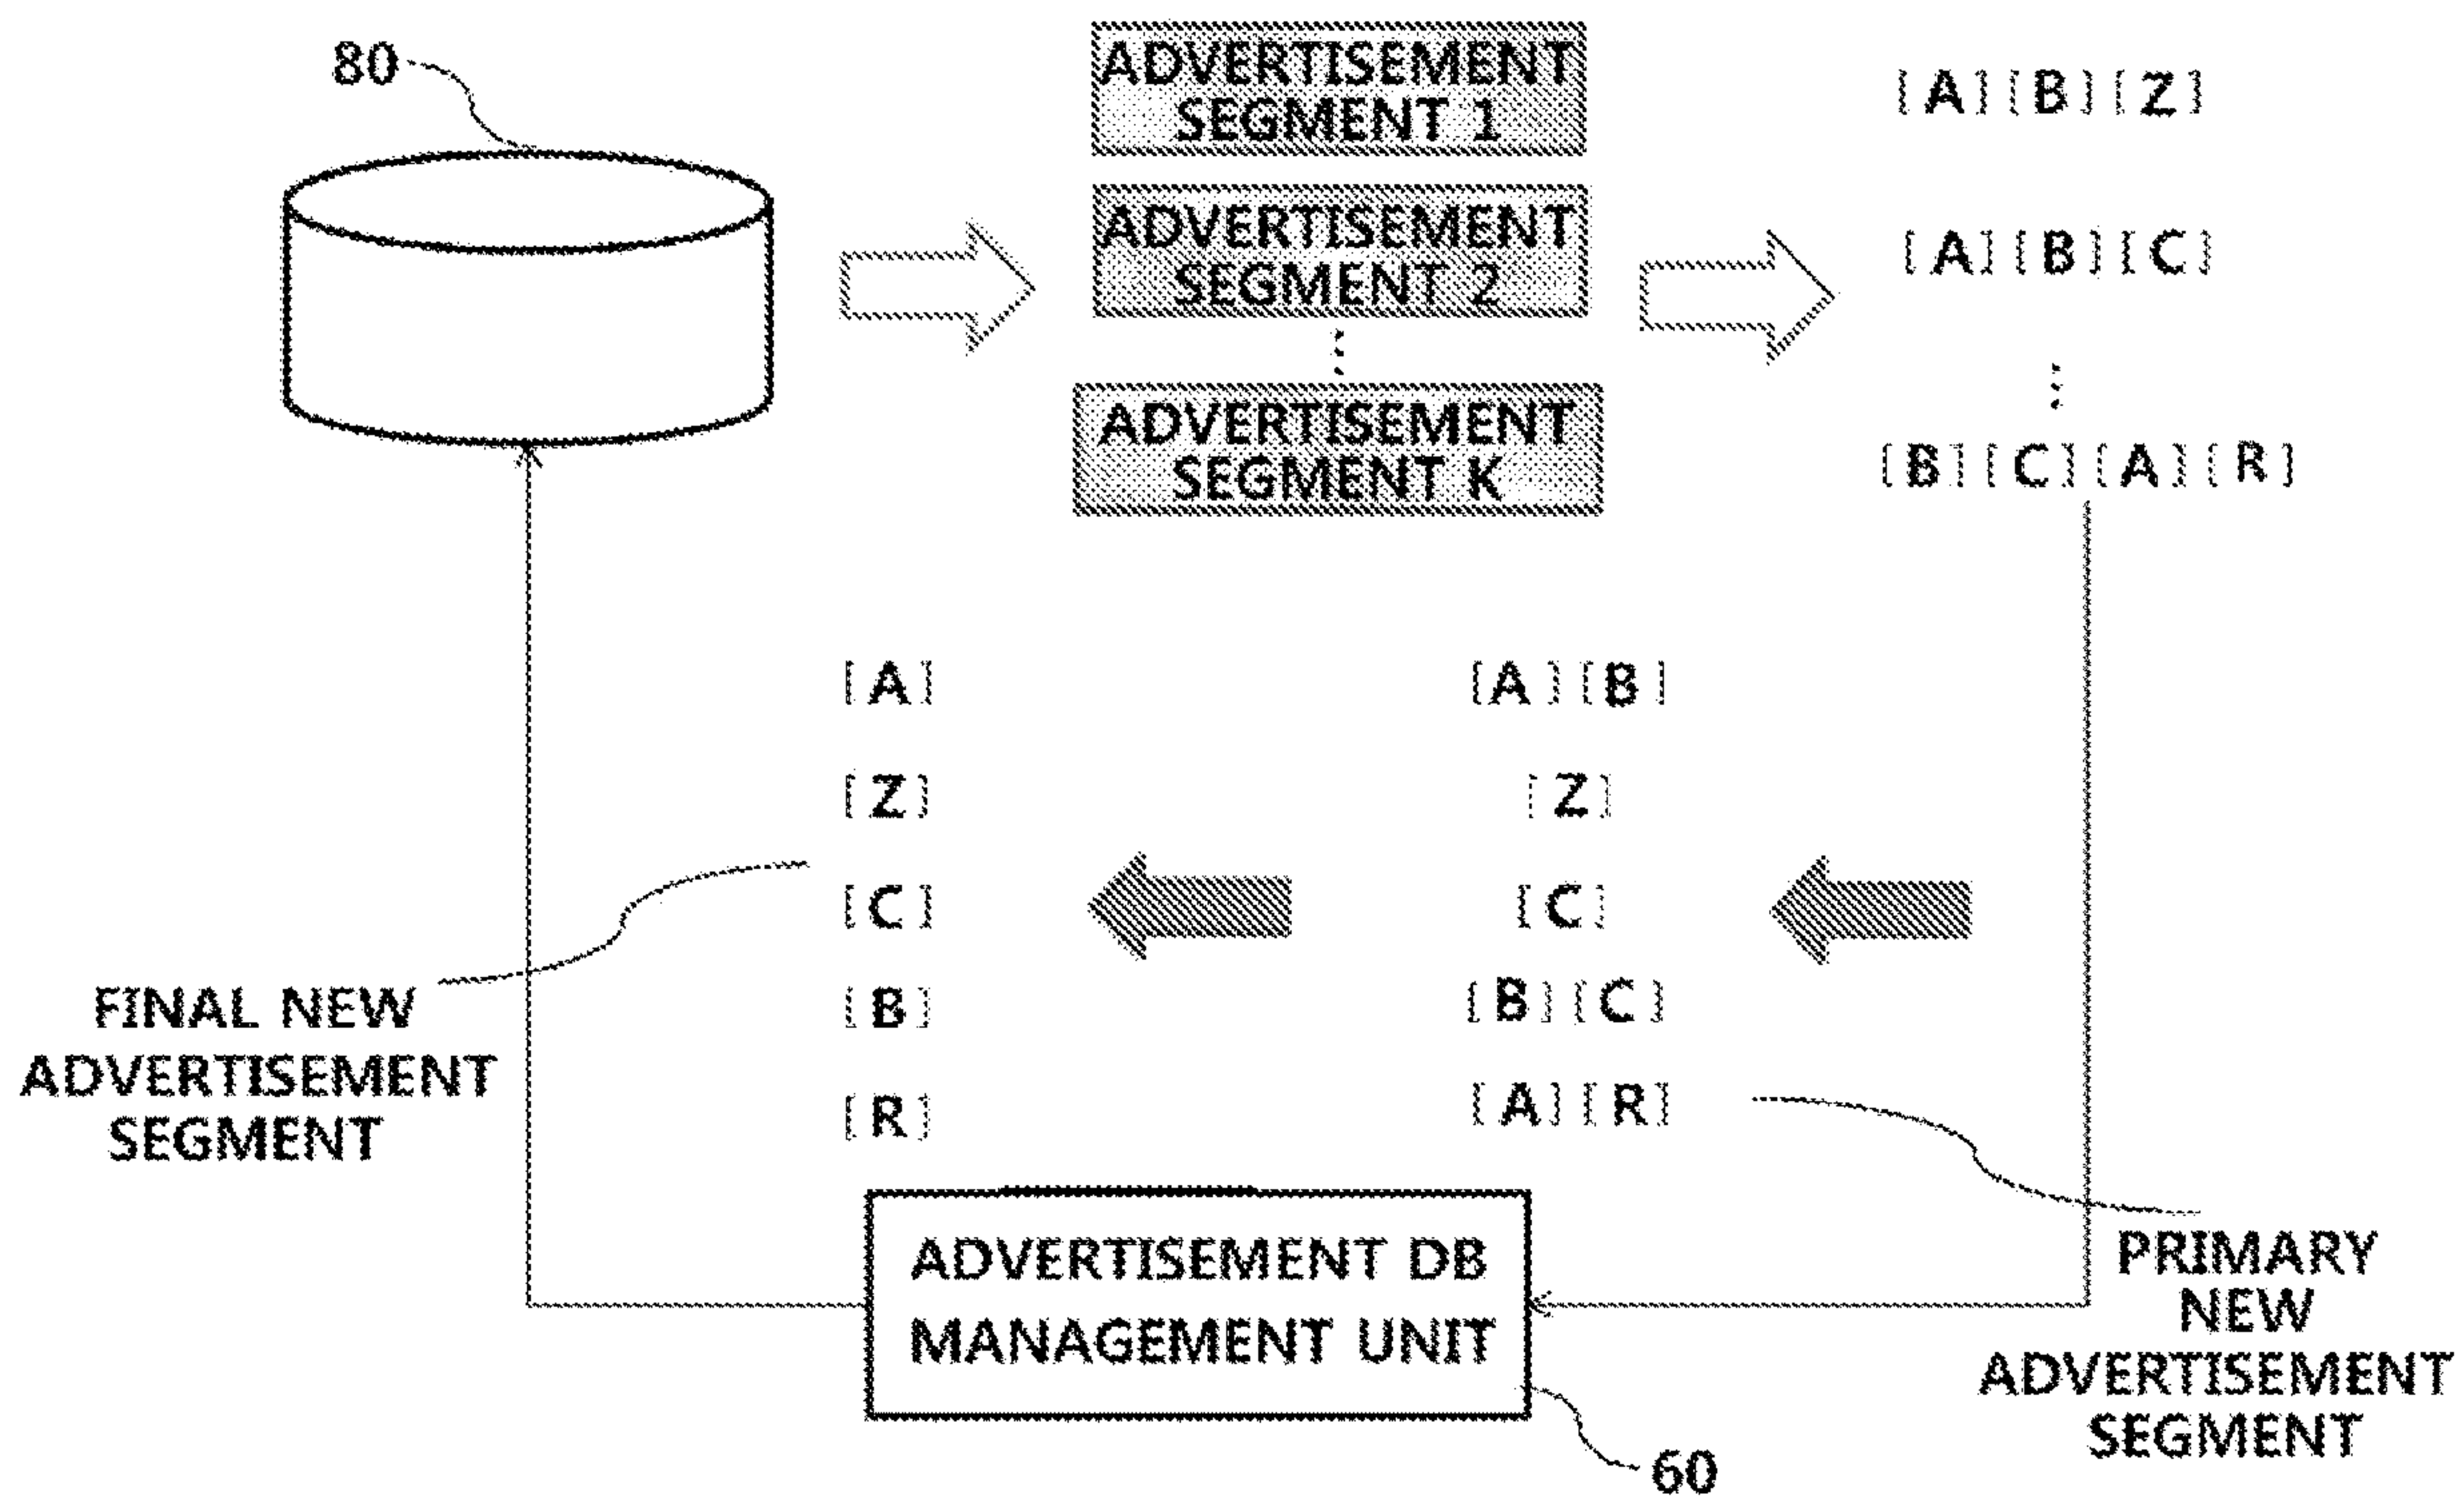 80
ADVERTISEMENT
SEGMENT 1
ADVERTISEMENT
SEGMENT 2
⋮
ADVERTISEMENT
SEGMENT K
[A][B][Z]
[A][B][C]
⋮
[B][C][A][R]
[A]
[Z]
[C]
[B]
[R]
[A][B]
[Z]
[C]
[B][C]
[A][R]
FINAL NEW
ADVERTISEMENT
SEGMENT
PRIMARY
NEW
ADVERTISEMENT
SEGMENT
ADVERTISEMENT DB
MANAGEMENT UNIT
60